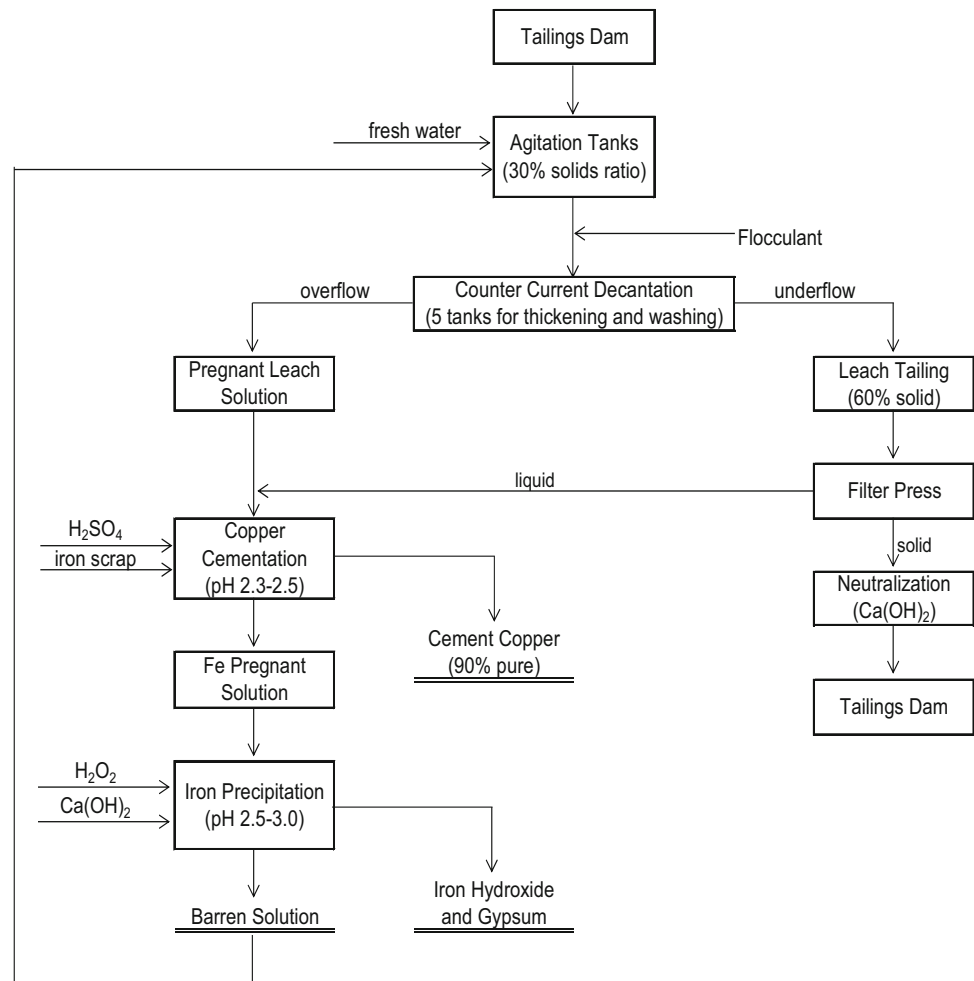 Tailings Dam
fresh water
Agitation Tanks
(30% solids ratio)
Flocculant
overflow
Counter Current Decantation
(5 tanks for thickening and washing)
underflow
Pregnant Leach
Solution
Leach Tailing
(60% solid)
liquid
Filter Press
H₂SO₄
iron scrap
Copper
Cementation
(pH 2.3-2.5)
solid
Neutralization
(Ca(OH)₂)
Cement Copper
(90% pure)
Fe Pregnant
Solution
Tailings Dam
H₂O₂
Ca(OH)₂
Iron Precipitation
(pH 2.5-3.0)
Iron Hydroxide
and Gypsum
Barren Solution